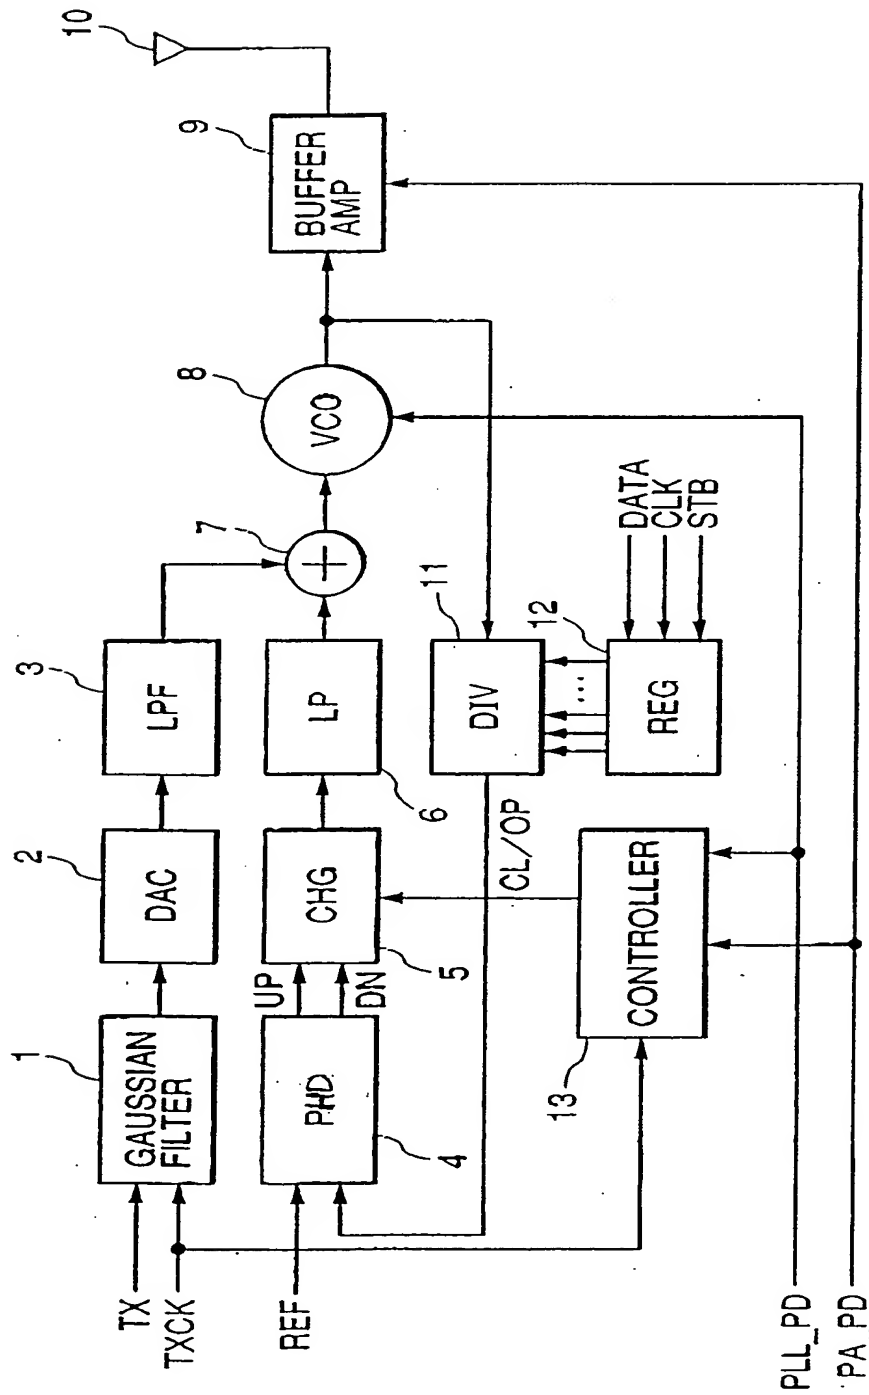 10
9
BUFFER
AMP
8
VCO
7
3
LPF
LP
6
11
DIV
12
REG
...
DATA
CLK
STB
2
DAC
CHG
5
CL/OP
CONTROLLER
13
UP
DN
1
GAUSSIAN
FILTER
PHD
4
TX
TXCK
REF
PLL_PD
PA PD